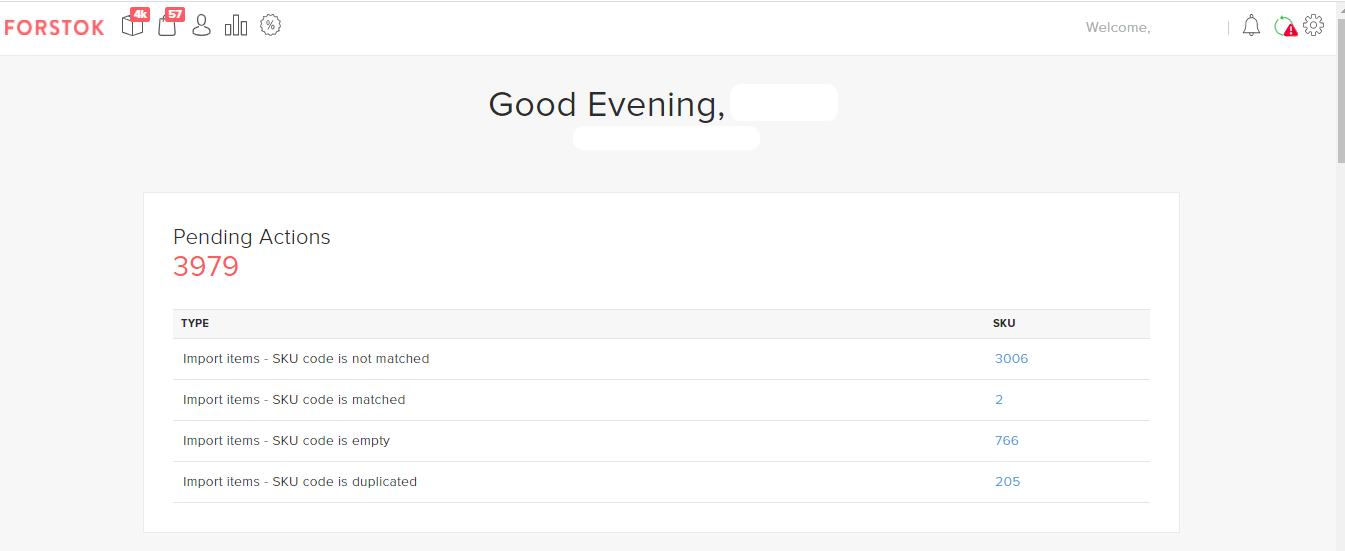 FORSTOK 4k 57 % Welcome, |
Good Evening,
Pending Actions
3979
TYPE SKU
Import items - SKU code is not matched 3006
Import items - SKU code is matched 2
Import items - SKU code is empty 766
Import items - SKU code is duplicated 205